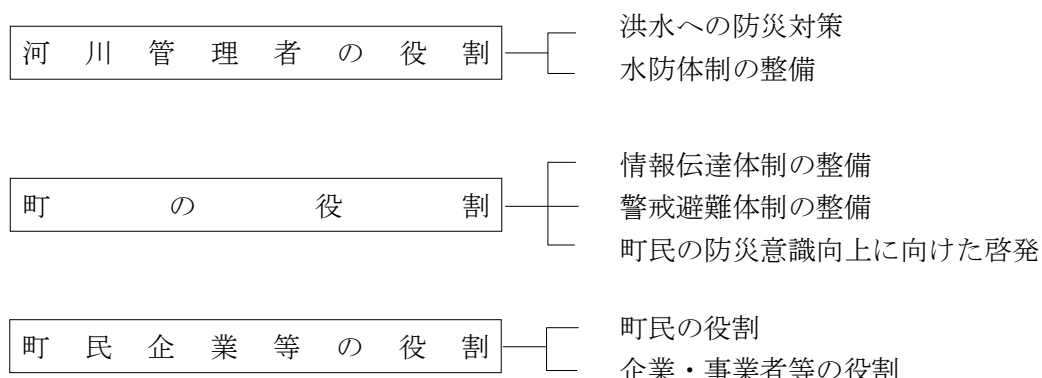 河川管理者の役割
洪水への防災対策
水防体制の整備
町の役割
情報伝達体制の整備
警戒避難体制の整備
町民の防災意識向上に向けた啓発
町民企業等の役割
町民の役割
企業・事業者等の役割